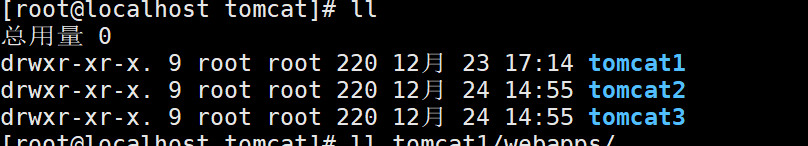 [root@localhost tomcat]# ll
总用量 0
drwxr-xr-x. 9 root root 220 12月 23 17:14 tomcat1
drwxr-xr-x. 9 root root 220 12月 24 14:55 tomcat2
drwxr-xr-x. 9 root root 220 12月 24 14:55 tomcat3
[root@localhost tomcat]# ll tomcat1/webapps/